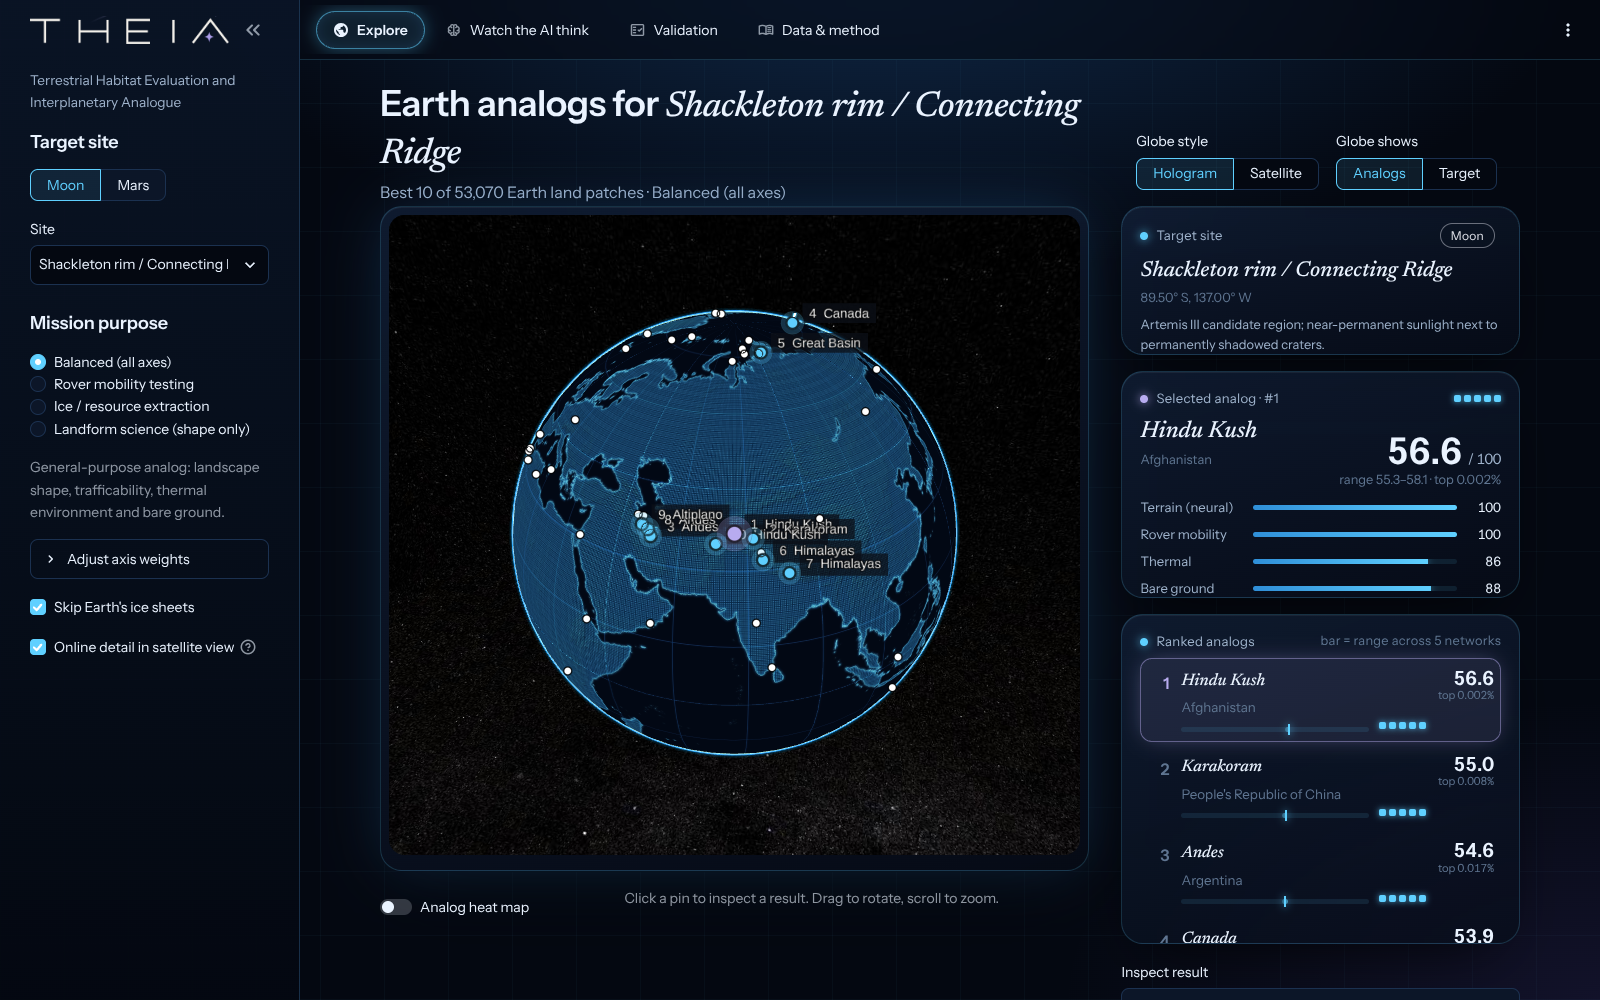 THEIA
Terrestrial Habitat Evaluation and
Interplanetary Analogue
Target site
Moon
Mars
Site
Shackleton rim / Connecting
Mission purpose
Balanced (all axes)
Rover mobility testing
Ice / resource extraction
Landform science (shape only)
General-purpose analog: landscape
shape, trafficability, thermal
environment and bare ground.
Adjust axis weights
Skip Earth's ice sheets
Online detail in satellite view
Explore
Watch the AI think
Validation
Data & method
Earth analogs for Shackleton rim / Connecting
Ridge
Best 10 of 53,070 Earth land patches · Balanced (all axes)
Globe style
Hologram
Satellite
Globe shows
Analogs
Target
4 Canada
5 Great Basin
9 Altiplano
8 Andes
3 Andes
1 Hindu Kush
Karakoram
Hindu Kush
6 Himalayas
7 Himalayas
Analog heat map
Click a pin to inspect a result. Drag to rotate, scroll to zoom.
Target site
Moon
Shackleton rim / Connecting Ridge
89.50° S, 137.00° W
Artemis III candidate region; near-permanent sunlight next to
permanently shadowed craters.
Selected analog · #1
Hindu Kush
Afghanistan
56.6 / 100
range 55.3–58.1 · top 0.002%
Terrain (neural) 100
Rover mobility 100
Thermal 86
Bare ground 88
Ranked analogs
bar = range across 5 networks
1 Hindu Kush 56.6
top 0.002%
Afghanistan
2 Karakoram 55.0
top 0.008%
People's Republic of China
3 Andes 54.6
top 0.017%
Argentina
4 Canada 53.9
Inspect result